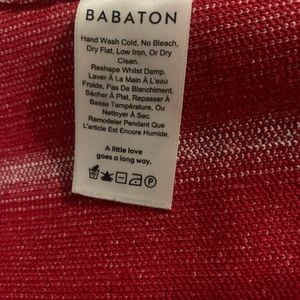 BABATON
Hand Wash Cold, No Bleach,
Dry Flat, Low Iron, Or Dry
Clean.
Reshape Whilst Damp.
Laver À La Main À L'eau
Froide, Pas De Blanchiment,
Sécher À Plat, Repasser À
Basse Température, Ou
Nettoyer À Sec.
Remodeler Pendant Que
L'article Est Encore Humide.
A little love
goes a long way.